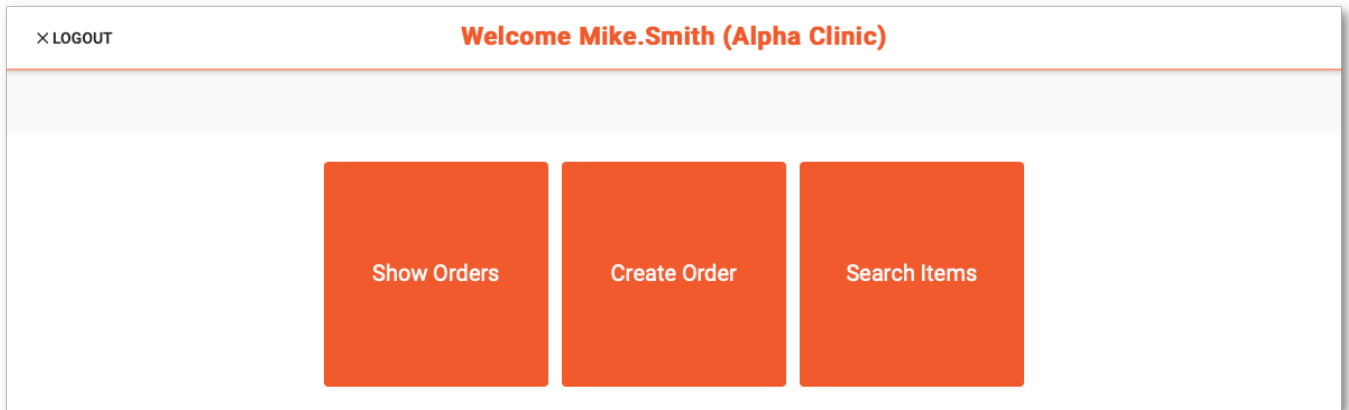 × LOGOUT
Welcome Mike.Smith (Alpha Clinic)
Show Orders
Create Order
Search Items